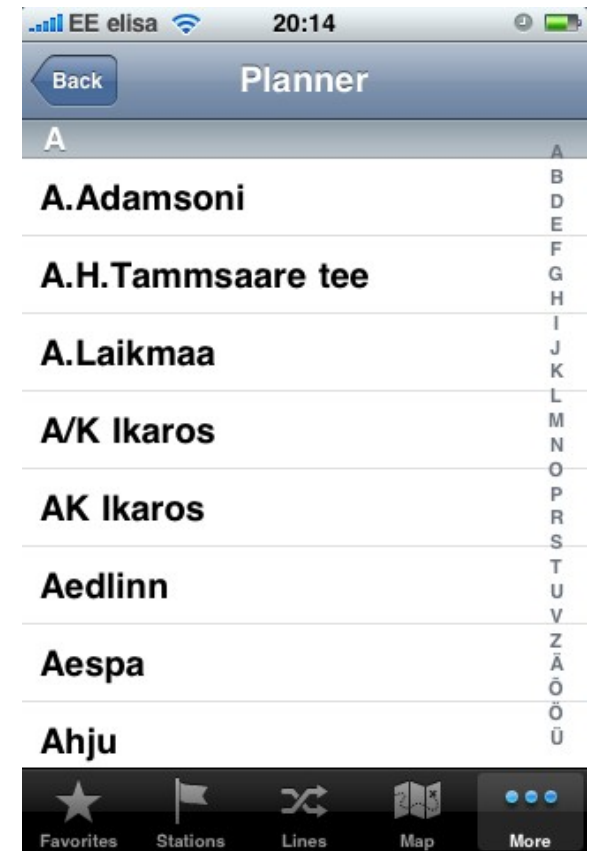 EE elisa 20:14
Back Planner
A
A.Adamsoni
A.H.Tammsaare tee
A.Laikmaa
A/K Ikaros
AK Ikaros
Aedlinn
Aespa
Ahju
A
B
D
E
F
G
H
I
J
K
L
M
N
O
P
R
S
T
U
V
Z
Ä
Õ
Ö
Ü
Favorites Stations Lines Map More